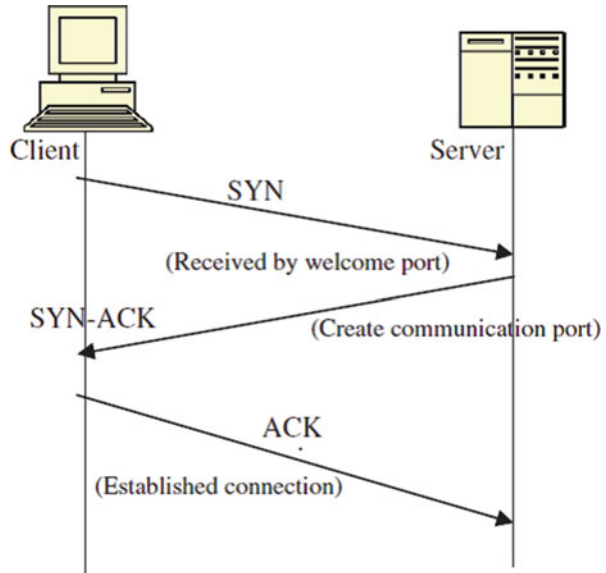 Client
Server
SYN
(Received by welcome port)
SYN-ACK
(Create communication port)
ACK
(Established connection)